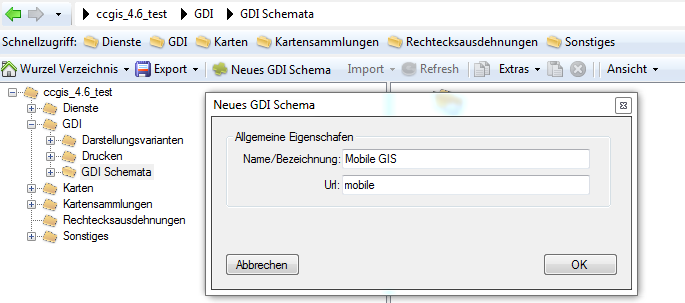 ccgis_4.6_test GDI GDI Schemata
Schnellzugriff: Dienste GDI Karten Kartensammlungen Rechtecksausdehnungen Sonstiges
Wurzel Verzeichnis Export Neues GDI Schema Import Refresh Extras Ansicht
ccgis_4.6_test
Dienste
GDI
Darstellungsvarianten
Drucken
GDI Schemata
Karten
Kartensammlungen
Rechtecksausdehnungen
Sonstiges
Neues GDI Schema
Allgemeine Eigenschafen
Name/Bezeichnung: Mobile GIS
Url: mobile
Abbrechen OK